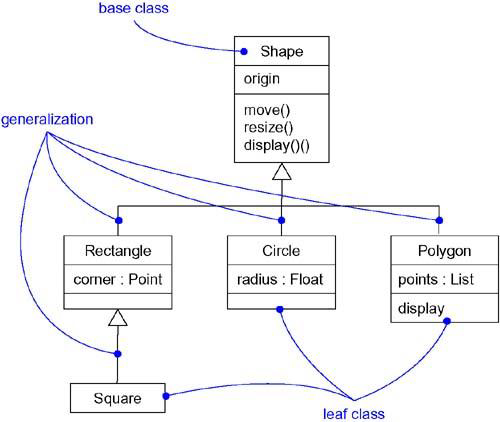 base class
Shape
origin
move()
resize()
display()()
generalization
Rectangle
corner : Point
Circle
radius : Float
Polygon
points : List
display
Square
leaf class